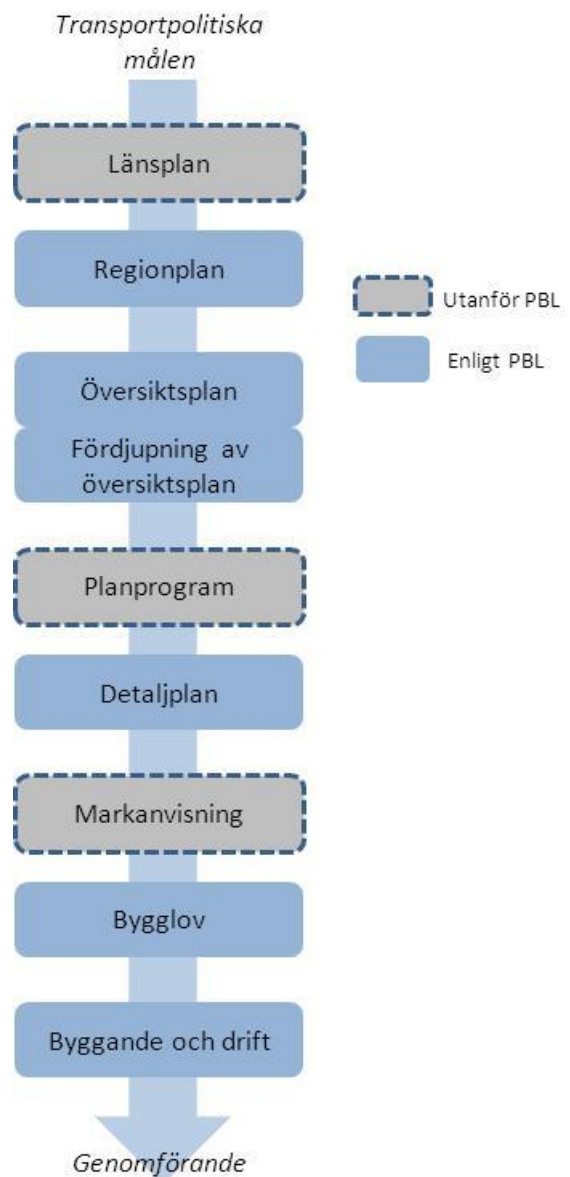 Transportpolitiska
målen
Länsplan
Regionplan
Utanför PBL
Enligt PBL
Översiktsplan
Fördjupning av
översiktsplan
Planprogram
Detaljplan
Markanvisning
Bygglov
Byggande och drift
Genomförande